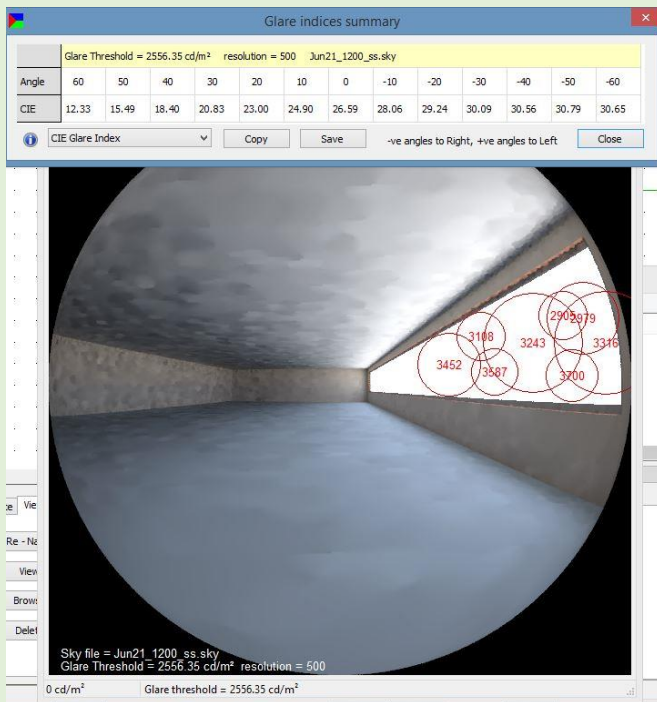 Glare indices summary
Glare Threshold = 2556.35 cd/m² resolution = 500 Jun21_1200_ss.sky
Angle 60 50 40 30 20 10 0 -10 -20 -30 -40 -50 -60
CIE 12.33 15.49 18.40 20.83 23.00 24.90 26.59 28.06 29.24 30.09 30.56 30.79 30.65
CIE Glare Index Copy Save -ve angles to Right, +ve angles to Left Close
2905 2979
3108 3243 3316
3452 3587 3700
Vie
Re - Na
View
Brows
Delet
Sky file = Jun21_1200_ss.sky
Glare Threshold = 2556.35 cd/m² resolution = 500
0 cd/m² Glare threshold = 2556.35 cd/m²